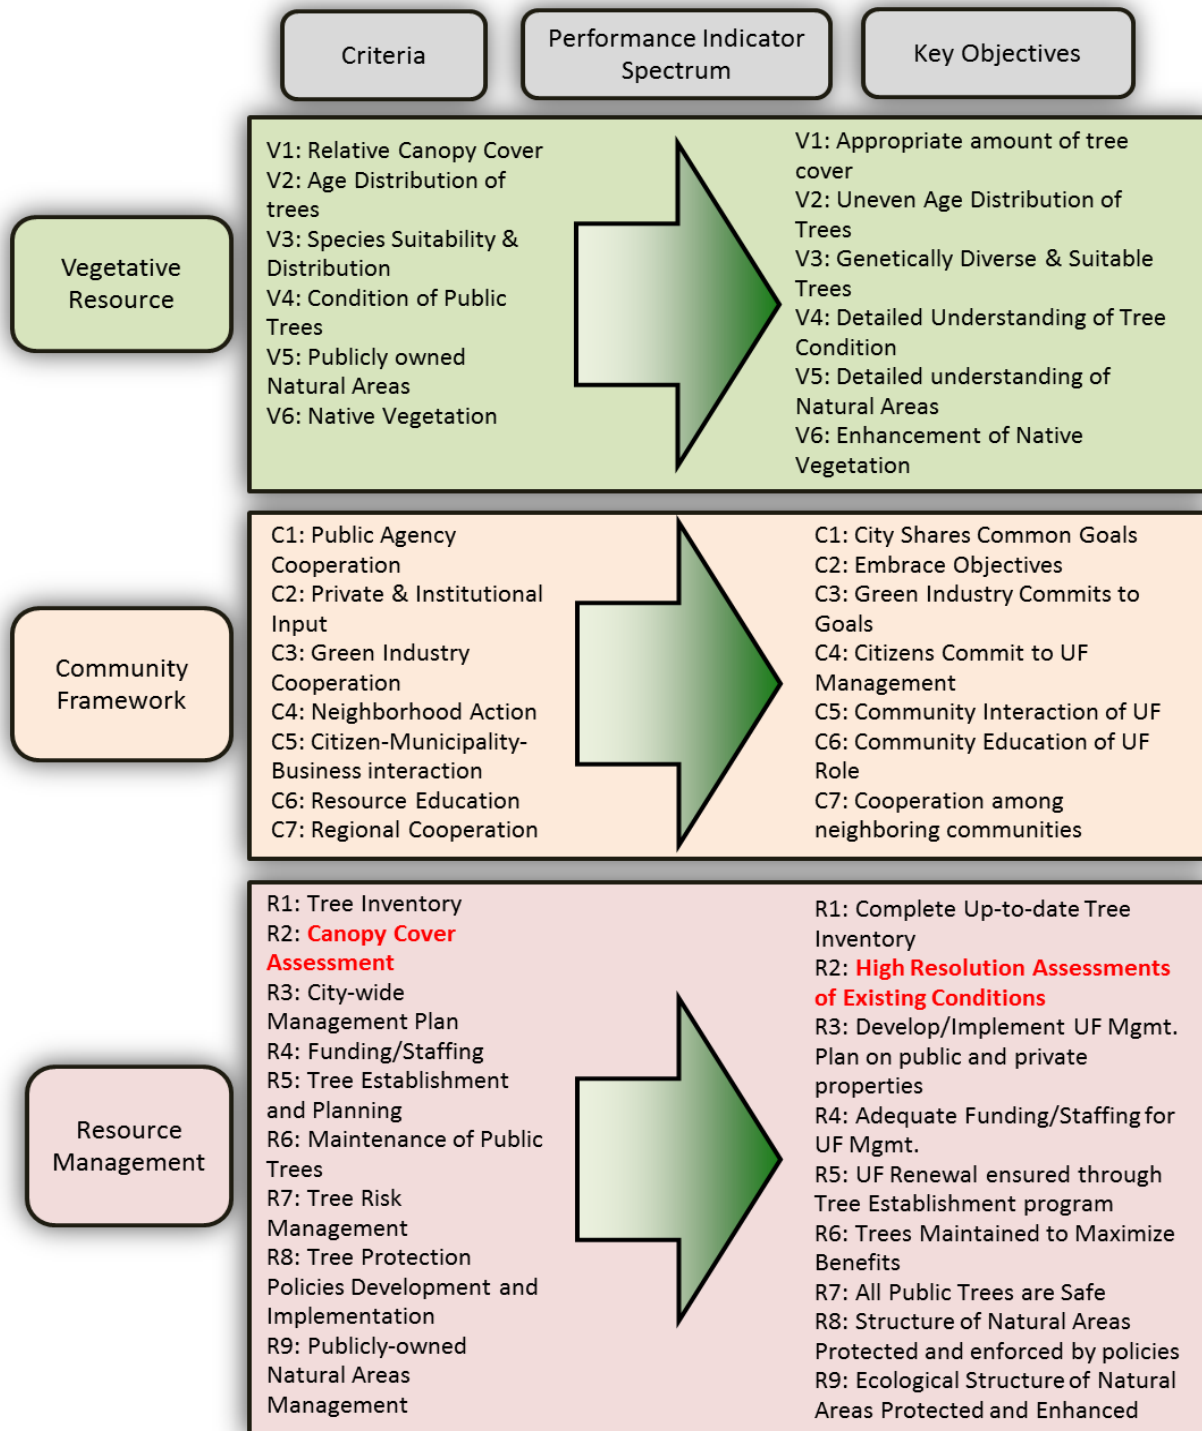 Criteria
Performance Indicator
Spectrum
Key Objectives
Vegetative
Resource
V1: Relative Canopy Cover
V2: Age Distribution of
trees
V3: Species Suitability &
Distribution
V4: Condition of Public
Trees
V5: Publicly owned
Natural Areas
V6: Native Vegetation
V1: Appropriate amount of tree
cover
V2: Uneven Age Distribution of
Trees
V3: Genetically Diverse & Suitable
Trees
V4: Detailed Understanding of Tree
Condition
V5: Detailed understanding of
Natural Areas
V6: Enhancement of Native
Vegetation
Community
Framework
C1: Public Agency
Cooperation
C2: Private & Institutional
Input
C3: Green Industry
Cooperation
C4: Neighborhood Action
C5: Citizen-Municipality-
Business interaction
C6: Resource Education
C7: Regional Cooperation
C1: City Shares Common Goals
C2: Embrace Objectives
C3: Green Industry Commits to
Goals
C4: Citizens Commit to UF
Management
C5: Community Interaction of UF
C6: Community Education of UF
Role
C7: Cooperation among
neighboring communities
Resource
Management
R1: Tree Inventory
R2: Canopy Cover
Assessment
R3: City-wide
Management Plan
R4: Funding/Staffing
R5: Tree Establishment
and Planning
R6: Maintenance of Public
Trees
R7: Tree Risk
Management
R8: Tree Protection
Policies Development and
Implementation
R9: Publicly-owned
Natural Areas
Management
R1: Complete Up-to-date Tree
Inventory
R2: High Resolution Assessments
of Existing Conditions
R3: Develop/Implement UF Mgmt.
Plan on public and private
properties
R4: Adequate Funding/Staffing for
UF Mgmt.
R5: UF Renewal ensured through
Tree Establishment program
R6: Trees Maintained to Maximize
Benefits
R7: All Public Trees are Safe
R8: Structure of Natural Areas
Protected and enforced by policies
R9: Ecological Structure of Natural
Areas Protected and Enhanced